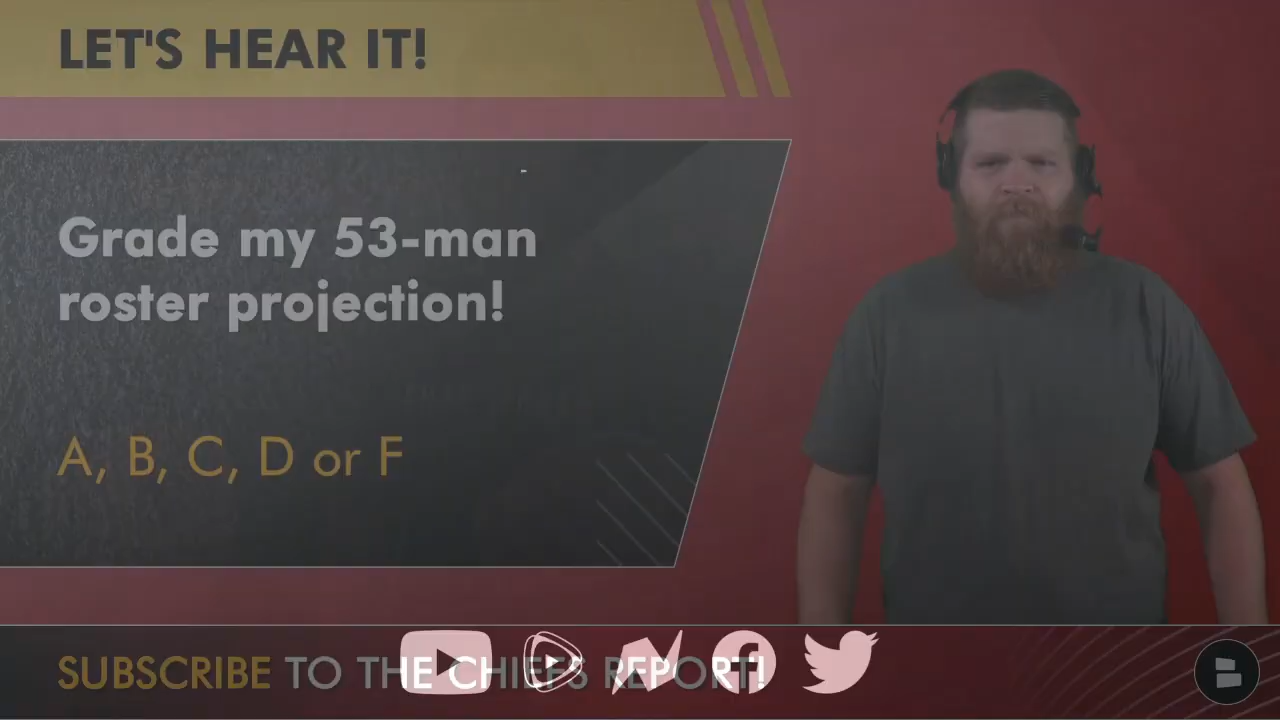 LET'S HEAR IT!
Grade my 53-man
roster projection!
A, B, C, D or F
SUBSCRIBE TO THE CHIEFS REPORT!